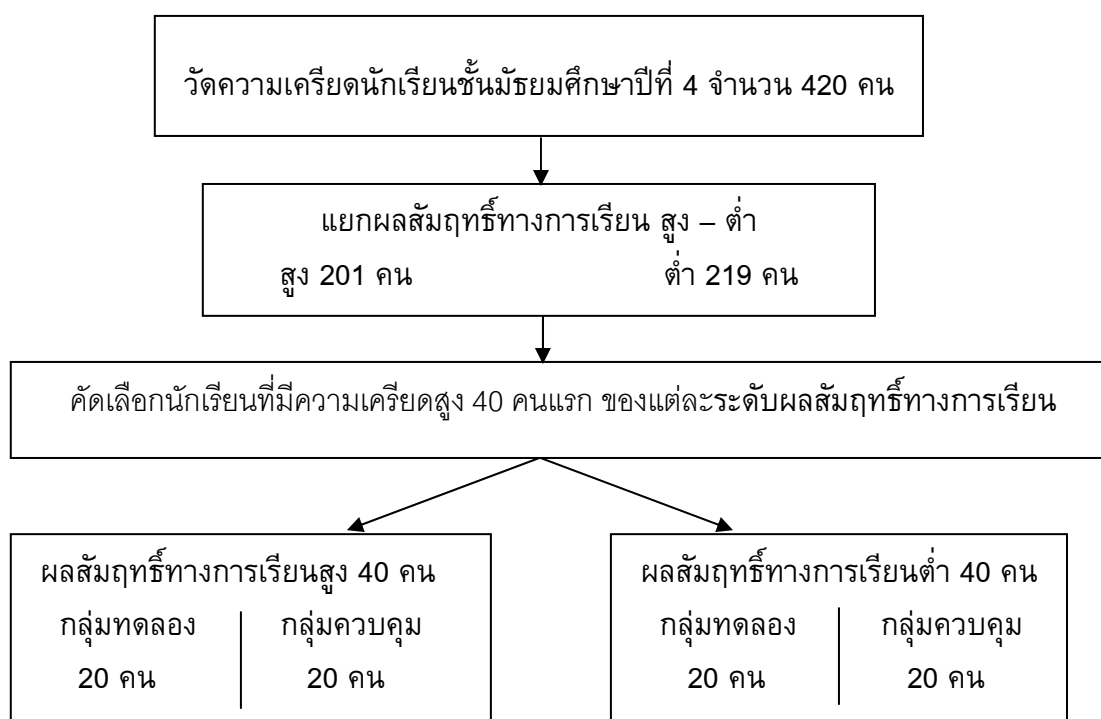 วัดความเครียดนักเรียนชั้นมัธยมศึกษาปีที่ 4 จำนวน 420 คน
แยกผลสัมฤทธิ์ทางการเรียน สูง – ต่ำ
สูง 201 คน ต่ำ 219 คน
คัดเลือกนักเรียนที่มีความเครียดสูง 40 คนแรก ของแต่ละระดับผลสัมฤทธิ์ทางการเรียน
ผลสัมฤทธิ์ทางการเรียนสูง 40 คน
กลุ่มทดลอง กลุ่มควบคุม
20 คน 20 คน
ผลสัมฤทธิ์ทางการเรียนต่ำ 40 คน
กลุ่มทดลอง กลุ่มควบคุม
20 คน 20 คน